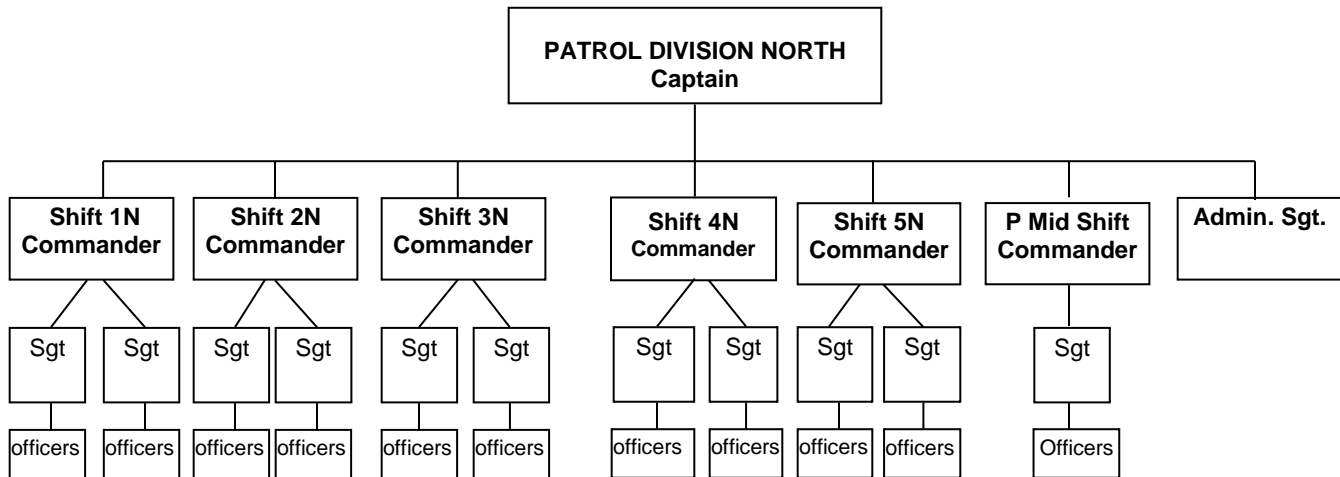 PATROL DIVISION NORTH
Captain
Shift 1N
Commander
Shift 2N
Commander
Shift 3N
Commander
Shift 4N
Commander
Shift 5N
Commander
P Mid Shift
Commander
Admin. Sgt.
Sgt
Sgt
Sgt
Sgt
Sgt
Sgt
Sgt
Sgt
Sgt
Sgt
Sgt
officers
officers
officers
officers
officers
officers
officers
officers
officers
officers
Officers